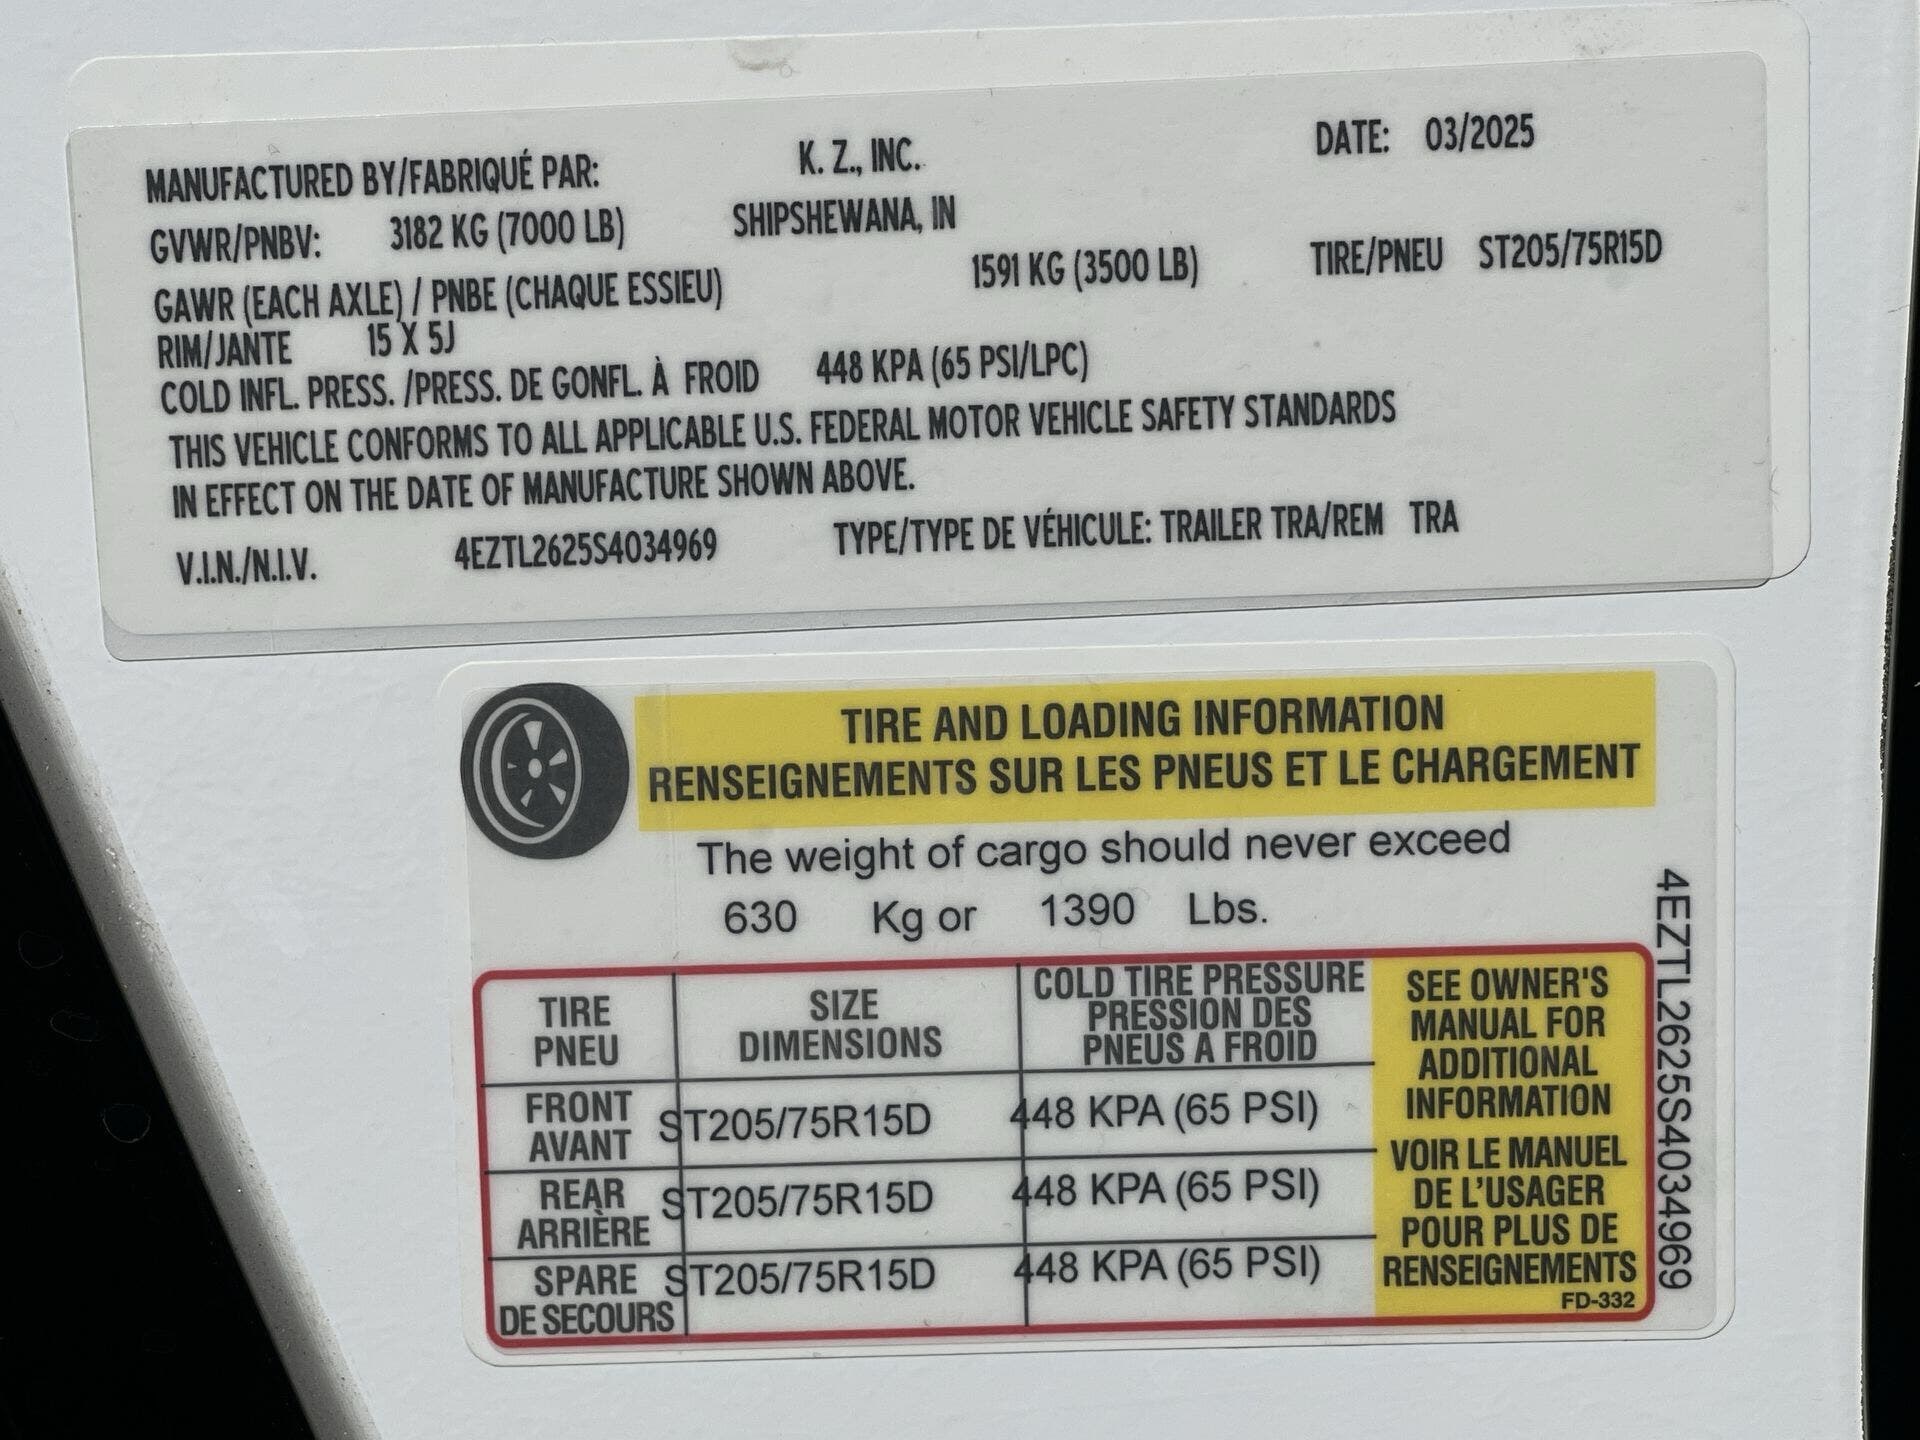 MANUFACTURED BY/FABRIQUÉ PAR: K. Z., INC. DATE: 03/2025
GVWR/PNBV: 3182 KG (7000 LB) SHIPSHEWANA, IN
GAWR (EACH AXLE) / PNBE (CHAQUE ESSIEU) 1591 KG (3500 LB) TIRE/PNEU ST205/75R15D
RIM/JANTE 15 X 5J
COLD INFL. PRESS. /PRESS. DE GONFL. À FROID 448 KPA (65 PSI/LPC)
THIS VEHICLE CONFORMS TO ALL APPLICABLE U.S. FEDERAL MOTOR VEHICLE SAFETY STANDARDS
IN EFFECT ON THE DATE OF MANUFACTURE SHOWN ABOVE.
V.I.N./N.I.V. 4EZTL2625S4034969 TYPE/TYPE DE VÉHICULE: TRAILER TRA/REM TRA
TIRE AND LOADING INFORMATION
RENSEIGNEMENTS SUR LES PNEUS ET LE CHARGEMENT
The weight of cargo should never exceed
630 Kg or 1390 Lbs.
TIRE
PNEU
SIZE
DIMENSIONS
COLD TIRE PRESSURE
PRESSION DES
PNEUS A FROID
FRONT
AVANT
ST205/75R15D
448 KPA (65 PSI)
REAR
ARRIÈRE
ST205/75R15D
448 KPA (65 PSI)
SPARE
DE SECOURS
ST205/75R15D
448 KPA (65 PSI)
SEE OWNER'S
MANUAL FOR
ADDITIONAL
INFORMATION
VOIR LE MANUEL
DE L'USAGER
POUR PLUS DE
RENSEIGNEMENTS
FD-332
4EZTL2625S4034969